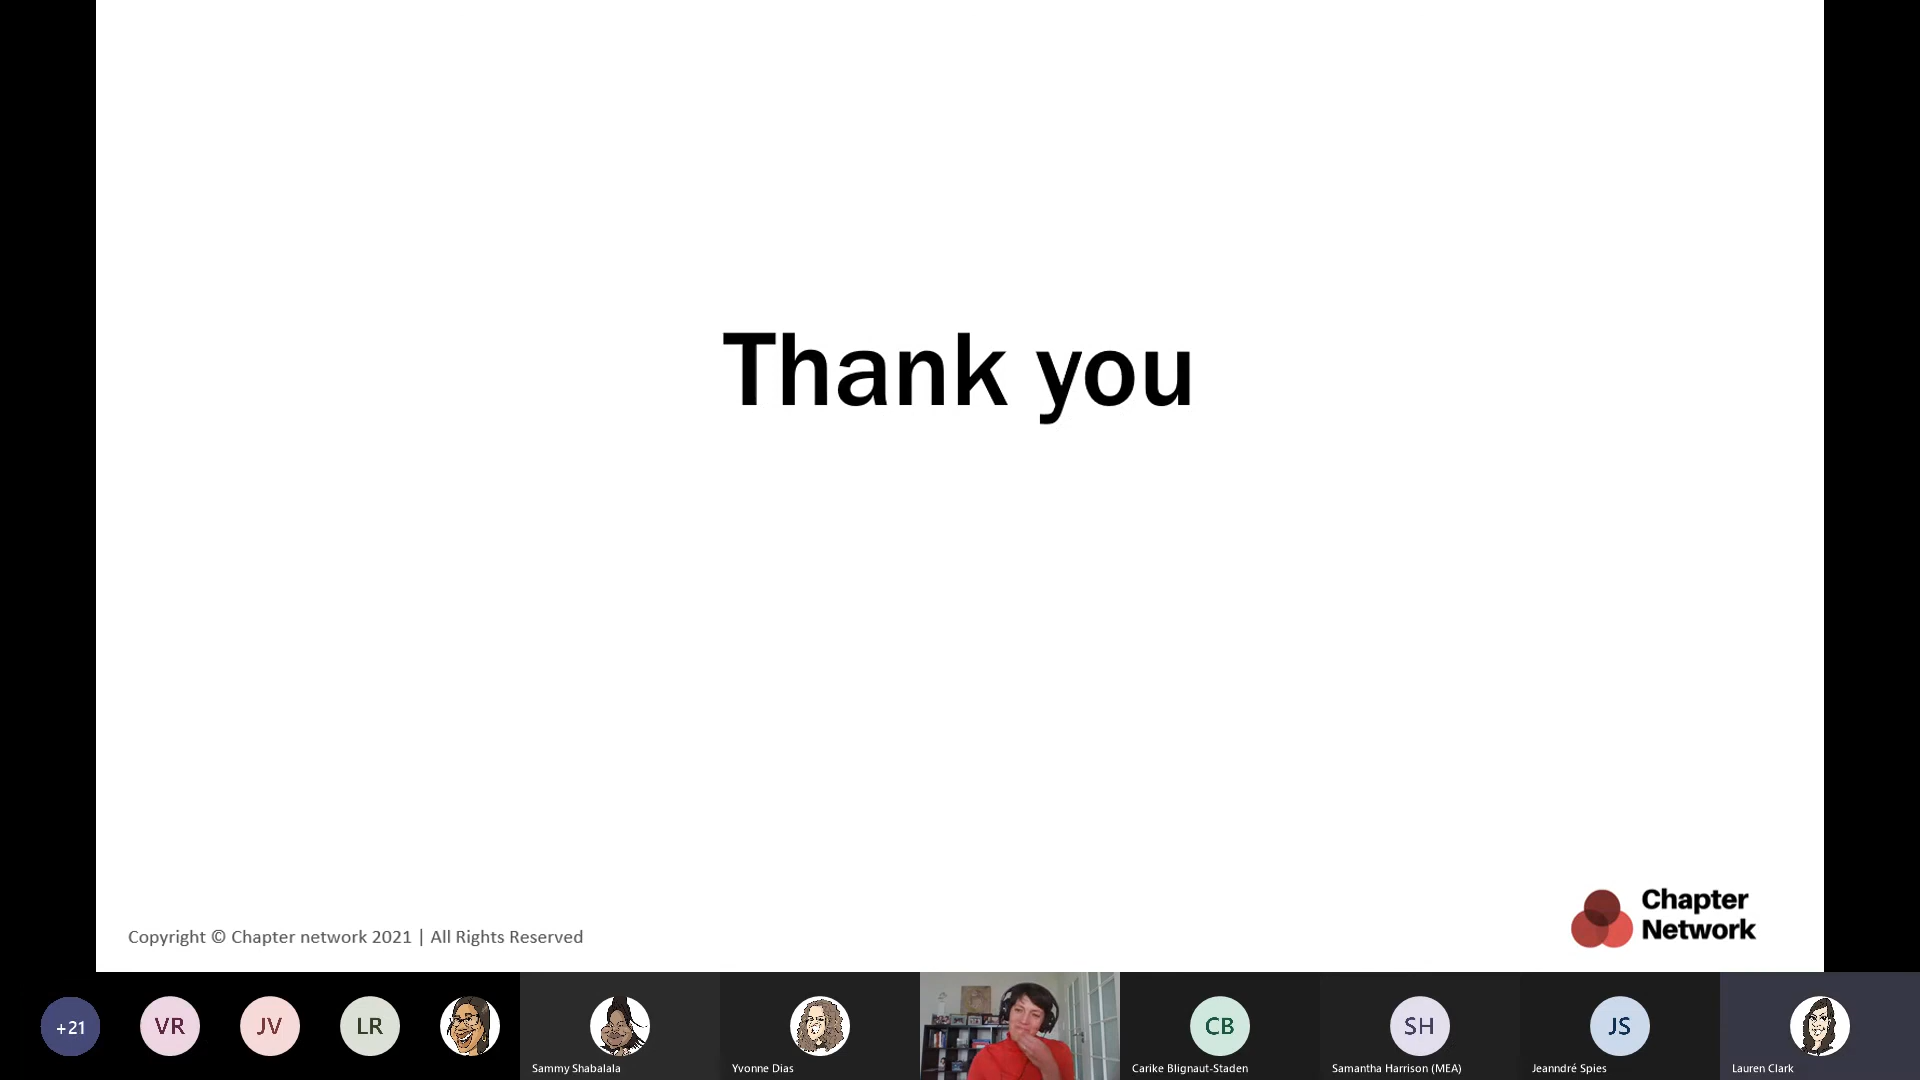 Thank you
Copyright © Chapter network 2021 | All Rights Reserved
Chapter
Network
+21
VR
JV
LR
CB
SH
JS
Sammy Shabalala
Yvonne Dias
Carike Blignaut-Staden
Samantha Harrison (MEA)
Jeanndré Spies
Lauren Clark